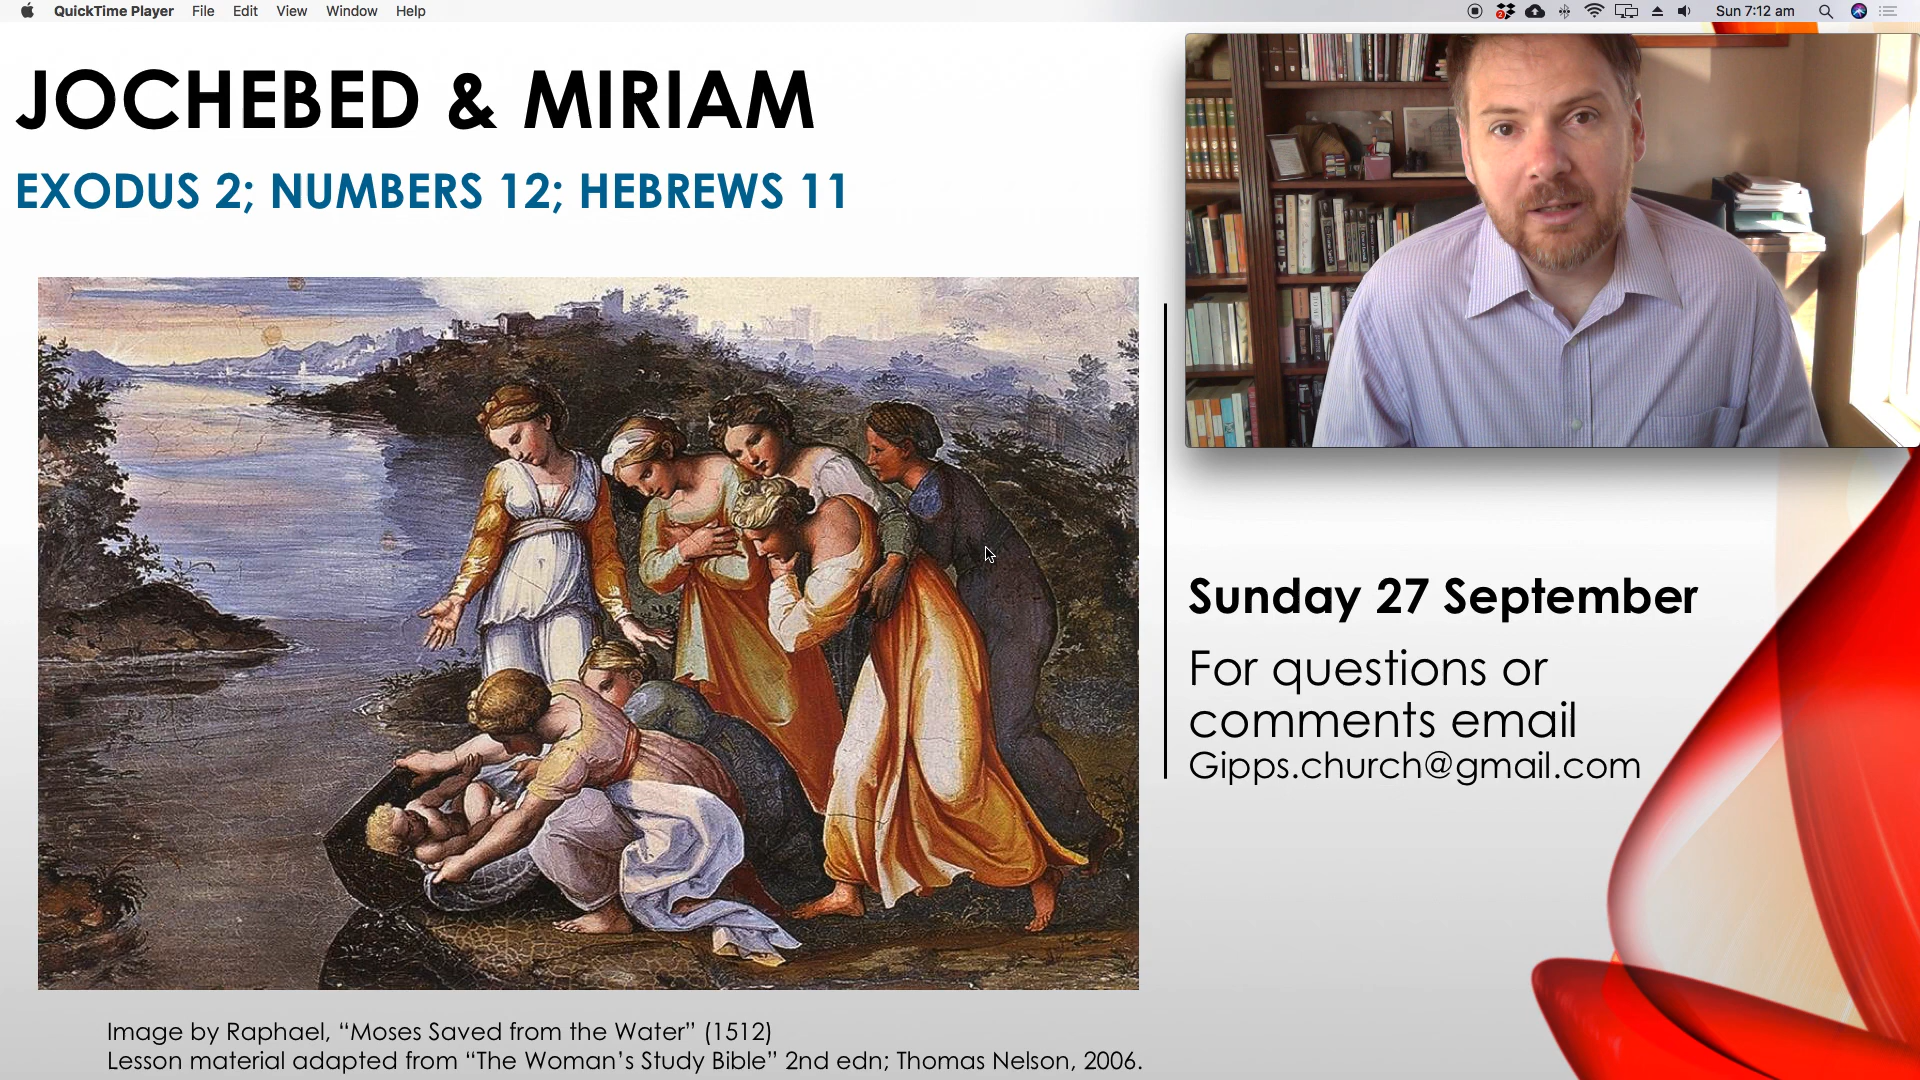 QuickTime Player File Edit View Window Help
2
Sun 7:12 am
JOCHEBED & MIRIAM
EXODUS 2; NUMBERS 12; HEBREWS 11
Sunday 27 September
For questions or
comments email
Gipps.church@gmail.com
Image by Raphael, “Moses Saved from the Water” (1512)
Lesson material adapted from “The Woman’s Study Bible” 2nd edn; Thomas Nelson, 2006.